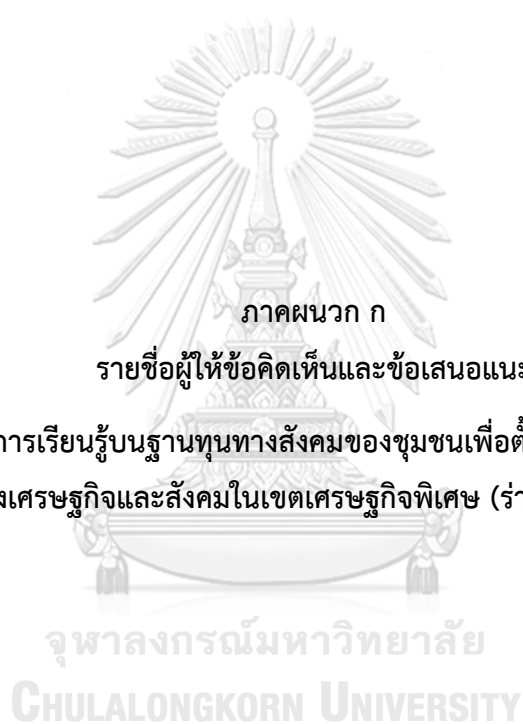 ภาคผนวก ก
รายชื่อผู้ให้ข้อคิดเห็นและข้อเสนอแนะ
การเรียนรู้บนฐานทุนทางสังคมของชุมชนเพื่อตั้
งเศรษฐกิจและสังคมในเขตเศรษฐกิจพิเศษ (ร่
จุฬาลงกรณ์มหาวิทยาลัย
CHULALONGKORN UNIVERSITY